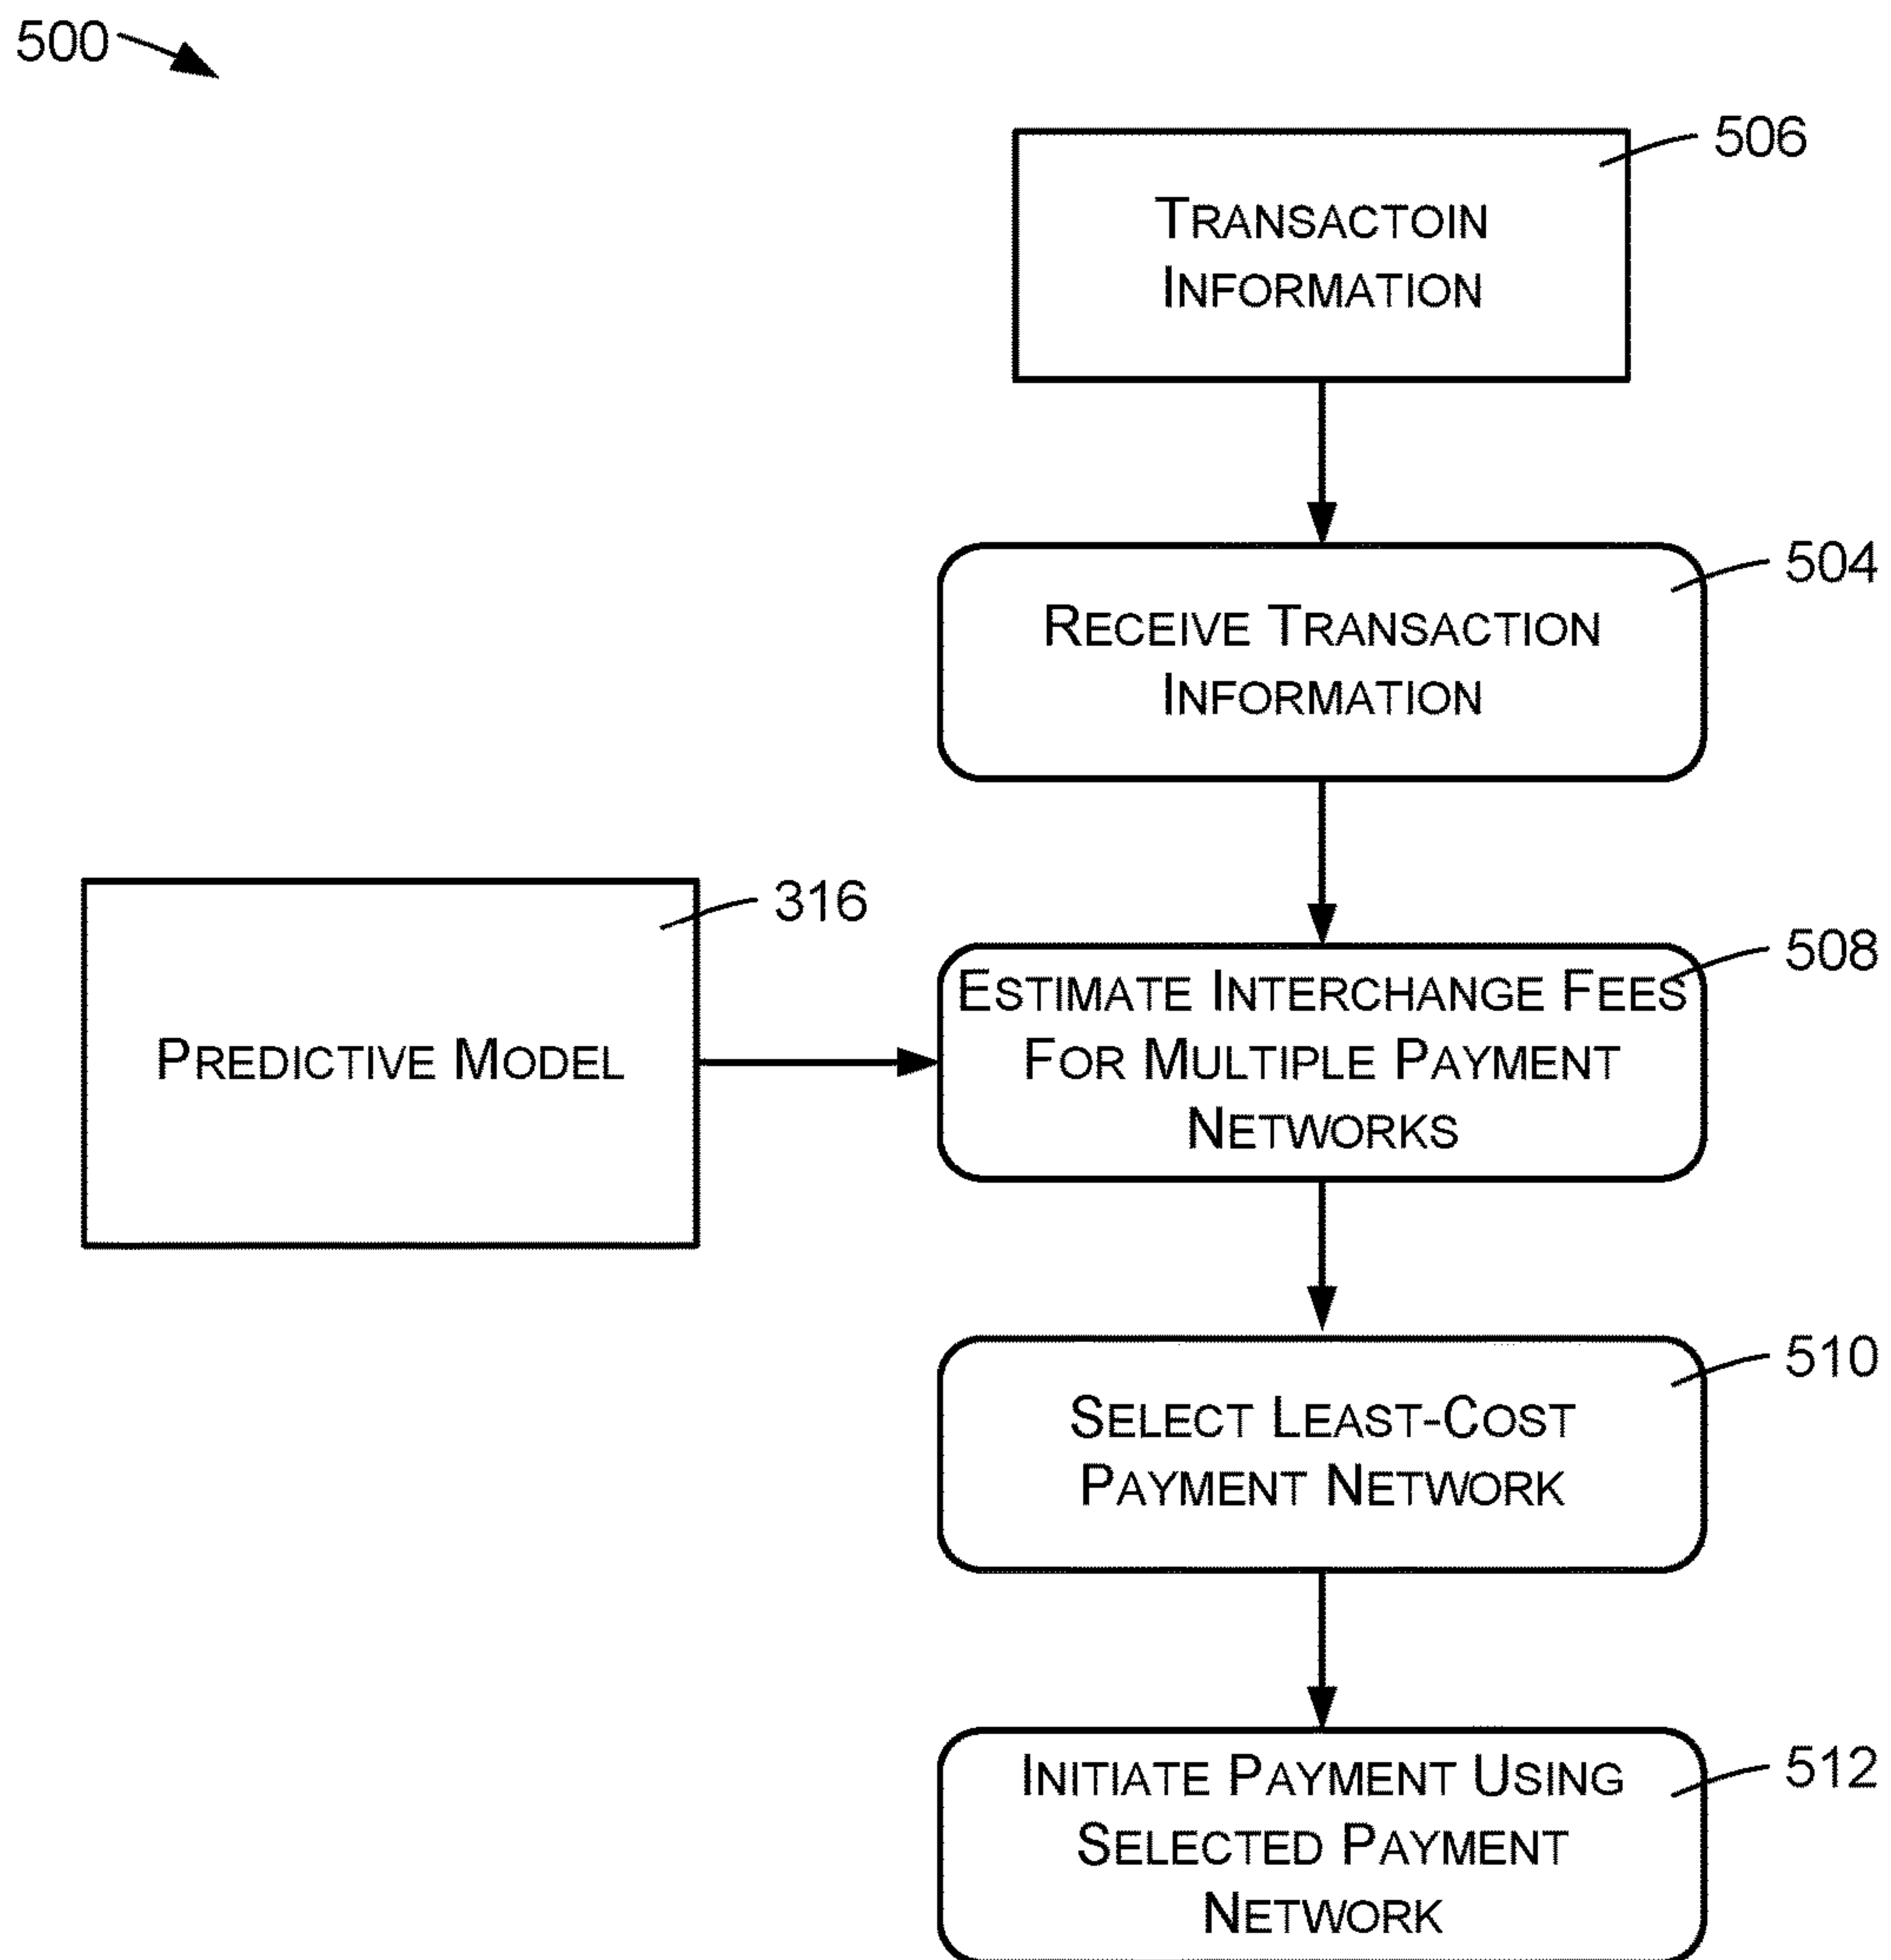 500
506
TRANSACTOIN
INFORMATION
504
RECEIVE TRANSACTION
INFORMATION
316
PREDICTIVE MODEL
508
ESTIMATE INTERCHANGE FEES
FOR MULTIPLE PAYMENT
NETWORKS
510
SELECT LEAST-COST
PAYMENT NETWORK
512
INITIATE PAYMENT USING
SELECTED PAYMENT
NETWORK